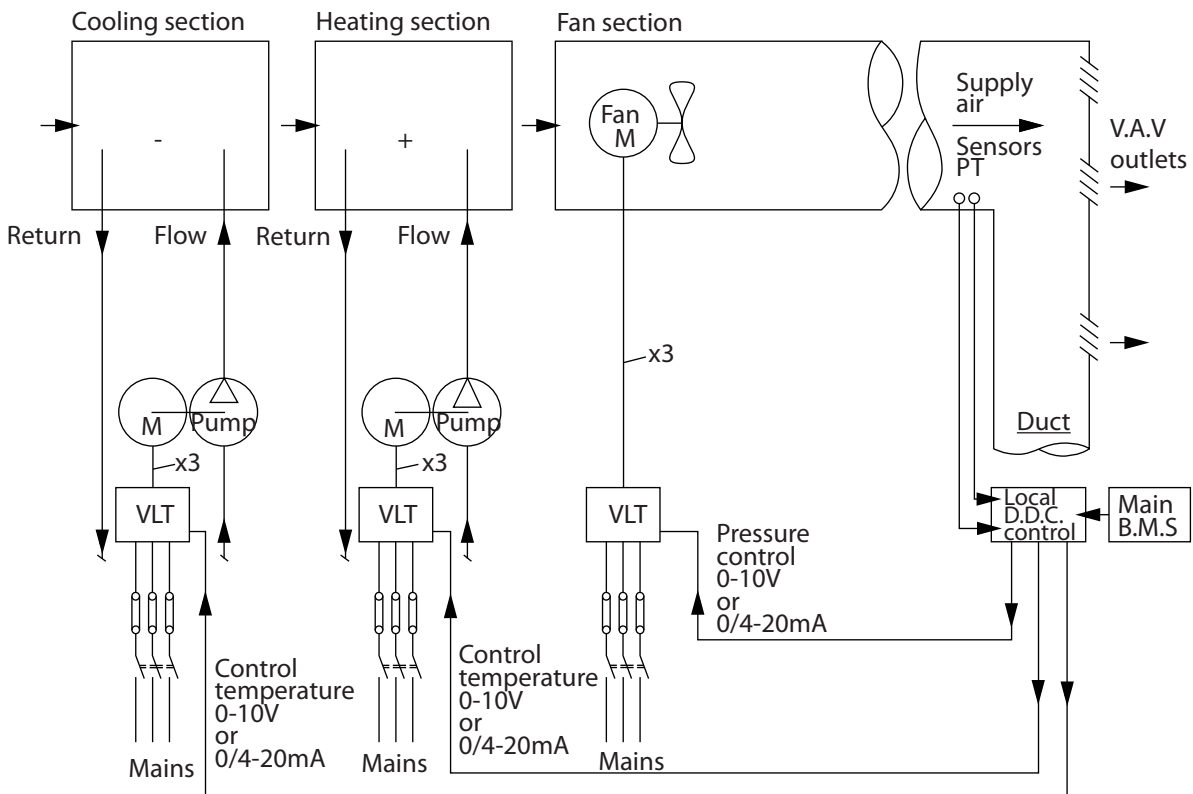 Cooling section
Heating section
Fan section
-
+
Fan
M
Supply
air
Sensors
PT
V.A.V
outlets
Return
Flow
Return
Flow
x3
M
Pump
M
Pump
Duct
x3
x3
VLT
VLT
VLT
Local
D.D.C.
control
Main
B.M.S
Pressure
control
0-10V
or
0/4-20mA
Control
temperature
0-10V
or
0/4-20mA
Control
temperature
0-10V
or
0/4-20mA
Mains
Mains
Mains